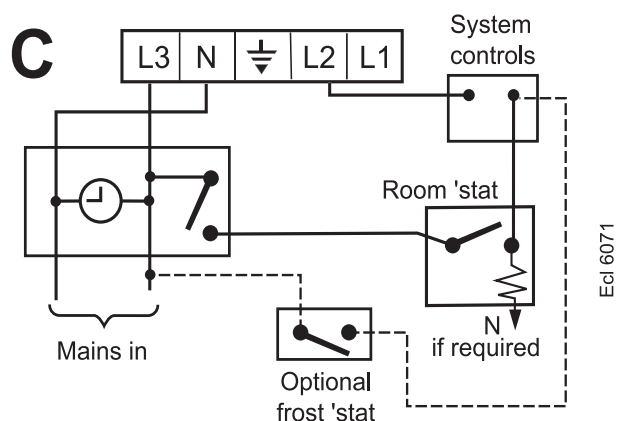 C
L3 N L2 L1
System
controls
Room 'stat
N
if required
Mains in
Optional
frost 'stat
Ecl 6071